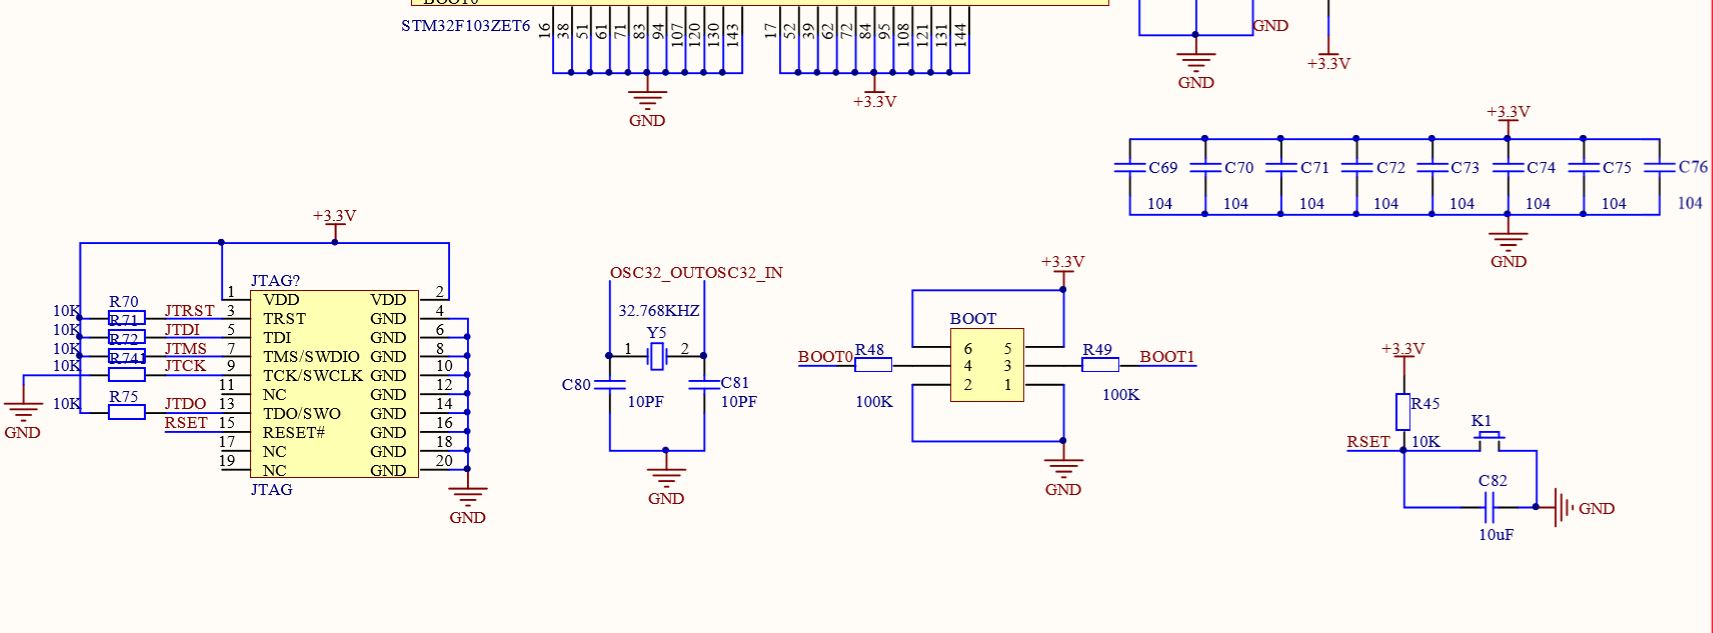 BOOT0
STM32F103ZET6
16 38 51 61 71 83 94 107 120 130 143
17 52 39 62 72 84 95 108 121 131 144
GND
+3.3V
GND
GND
+3.3V
+3.3V
C69 C70 C71 C72 C73 C74 C75 C76
104 104 104 104 104 104 104 104
GND
+3.3V
JTAG?
1 VDD VDD 2
10K R70 JTRST 3 TRST GND 4
10K R71 JTDI 5 TDI GND 6
10K R72 JTMS 7 TMS/SWDIO GND 8
10K R741 JTCK 9 TCK/SWCLK GND 10
11 NC GND 12
10K R75 JTDO 13 TDO/SWO GND 14
RSET 15 RESET# GND 16
17 NC GND 18
19 NC GND 20
JTAG
GND
GND
OSC32_OUT OSC32_IN
32.768KHZ
Y5
1 2
C80 C81
10PF 10PF
GND
+3.3V
BOOT
6 5
BOOT0 R48 4 3 R49 BOOT1
2 1
100K 100K
GND
+3.3V
R45
K1
RSET 10K
C82
GND
10uF